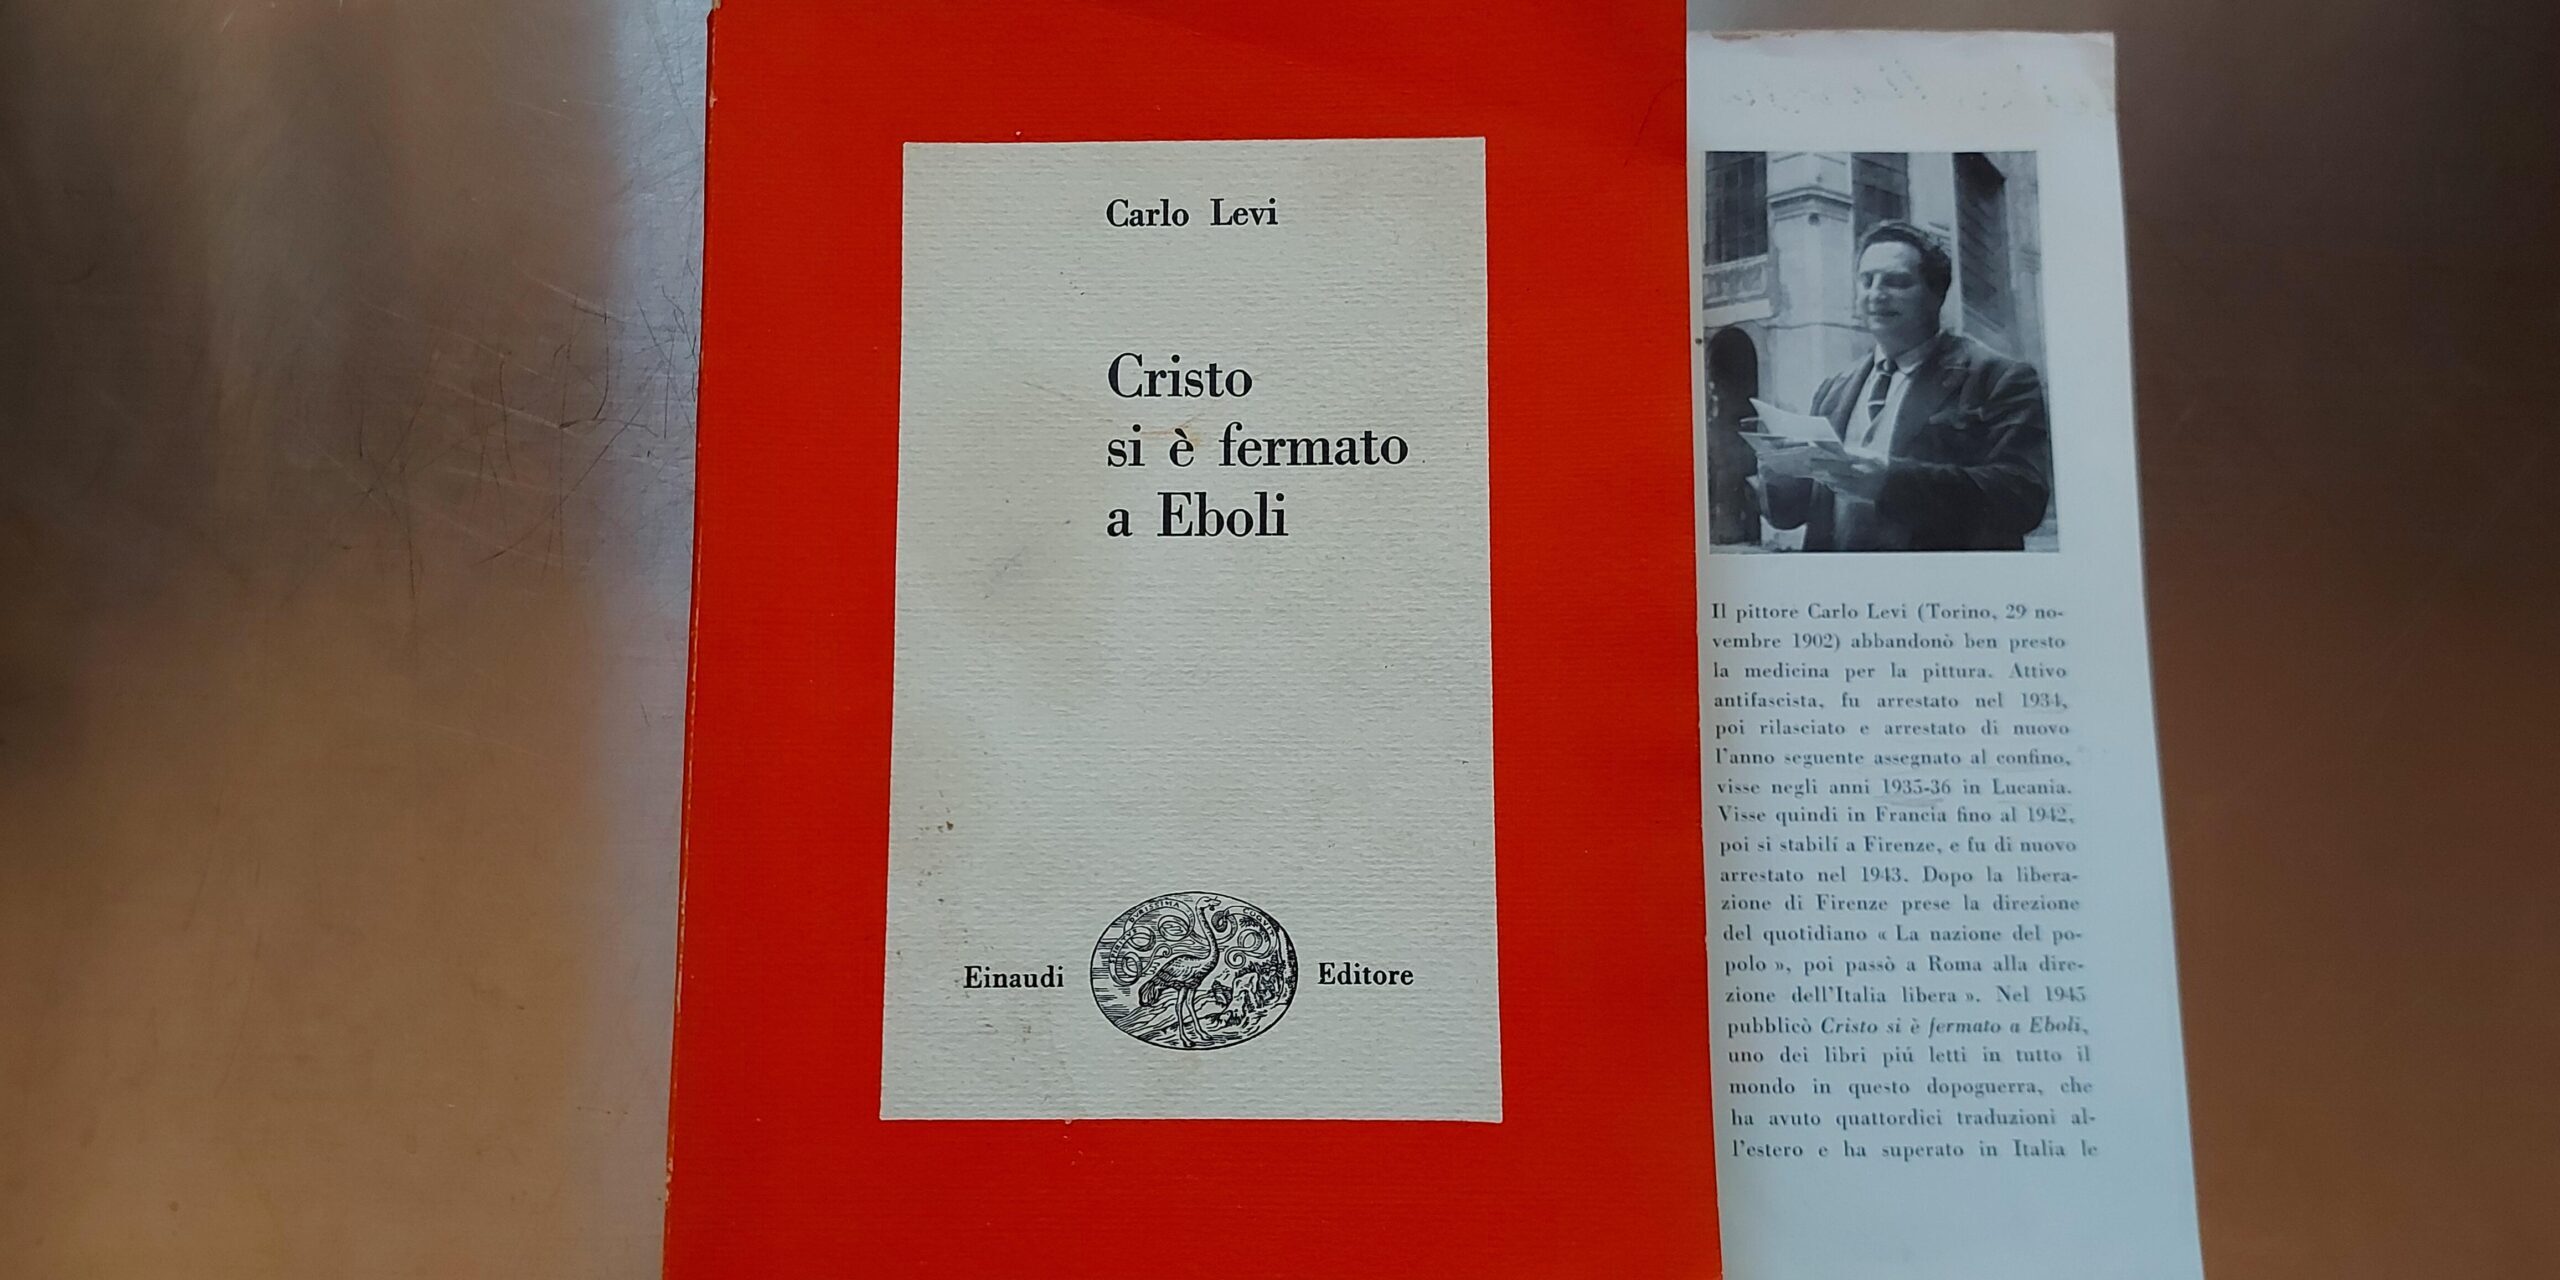 Carlo Levi
Cristo
si è fermato
a Eboli
SPIRITUS DURISSIMA COQUIT
Einaudi Editore
Il pittore Carlo Levi (Torino, 29 no-
vembre 1902) abbandonò ben presto
la medicina per la pittura. Attivo
antifascista, fu arrestato nel 1934,
poi rilasciato e arrestato di nuovo
l'anno seguente assegnato al confino,
visse negli anni 1935-36 in Lucania.
Visse quindi in Francia fino al 1942,
poi si stabilí a Firenze, e fu di nuovo
arrestato nel 1943. Dopo la libera-
zione di Firenze prese la direzione
del quotidiano « La nazione del po-
polo », poi passò a Roma alla dire-
zione dell'Italia libera ». Nel 1945
pubblicò Cristo si è fermato a Eboli,
uno dei libri piú letti in tutto il
mondo in questo dopoguerra, che
ha avuto quattordici traduzioni al-
l'estero e ha superato in Italia le